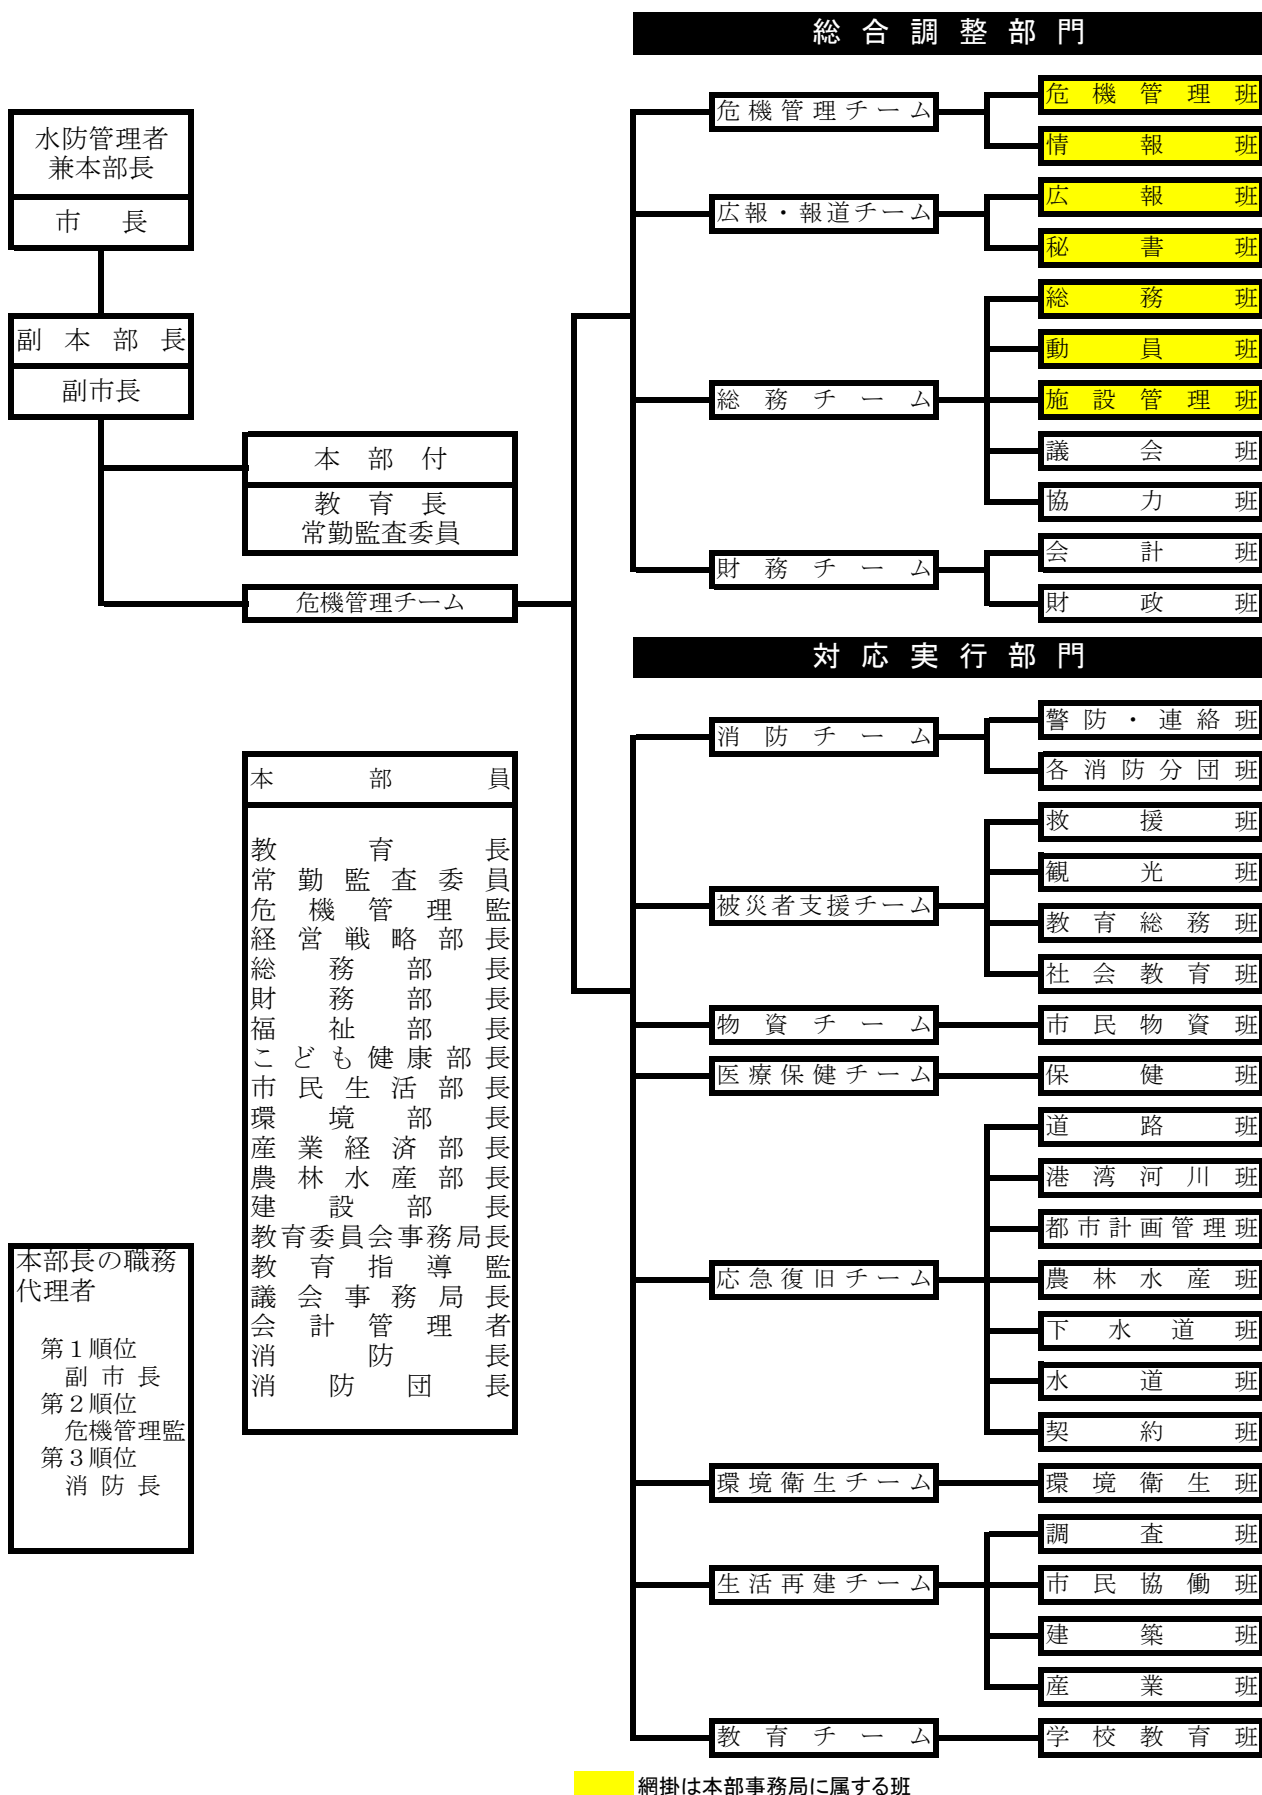 水防管理者
兼本部長
市長
副本部長
副市長
本部付
教育長
常勤監査委員
危機管理チーム
本部員
教育長
常勤監査委員
危機管理監
経営戦略部長
総務部長
財務部長
福祉部長
こども健康部長
市民生活部長
環境部長
産業経済部長
農林水産部長
建設部長
教育委員会事務局長
教育指導監
議会事務局長
会計管理者
消防長
消防団長
本部長の職務
代理者
第1順位
副市長
第2順位
危機管理監
第3順位
消防長
総合調整部門
危機管理チーム
危機管理班
情報班
広報・報道チーム
広報班
秘書班
総務チーム
総務班
動員班
施設管理班
議会班
協力班
財務チーム
会計班
財政班
対応実行部門
消防チーム
警防・連絡班
各消防分団班
被災者支援チーム
救援班
観光班
教育総務班
社会教育班
物資チーム
市民物資班
医療保健チーム
保健班
応急復旧チーム
道路班
港湾河川班
都市計画管理班
農林水産班
下水道班
水道班
契約班
環境衛生チーム
環境衛生班
生活再建チーム
調査班
市民協働班
建築班
産業班
教育チーム
学校教育班
網掛は本部事務局に属する班